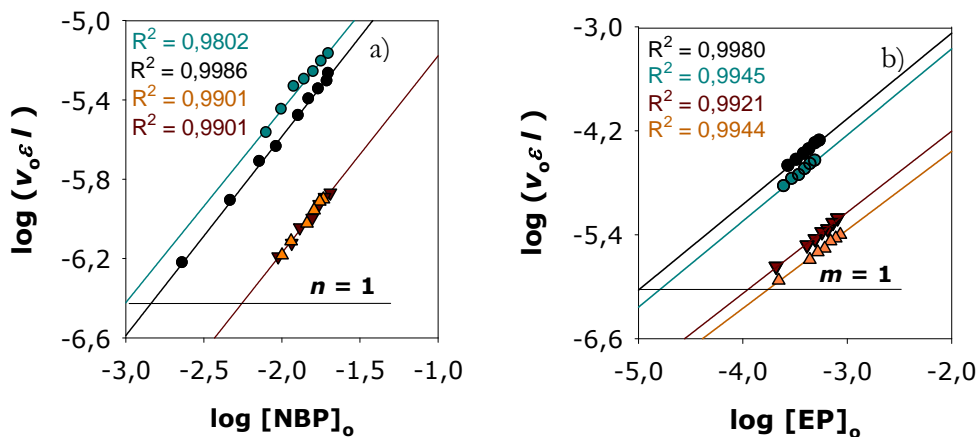 -5,0
-5,4
-5,8
-6,2
-6,6
log (voε l)
R2 = 0,9802
R2 = 0,9986
R2 = 0,9901
R2 = 0,9901
a)
n = 1
-3,0
-2,5
-2,0
-1,5
-1,0
log [NBP]o
-3,0
-4,2
-5,4
-6,6
log (voε l)
R2 = 0,9980
R2 = 0,9945
R2 = 0,9921
R2 = 0,9944
b)
m = 1
-5,0
-4,0
-3,0
-2,0
log [EP]o